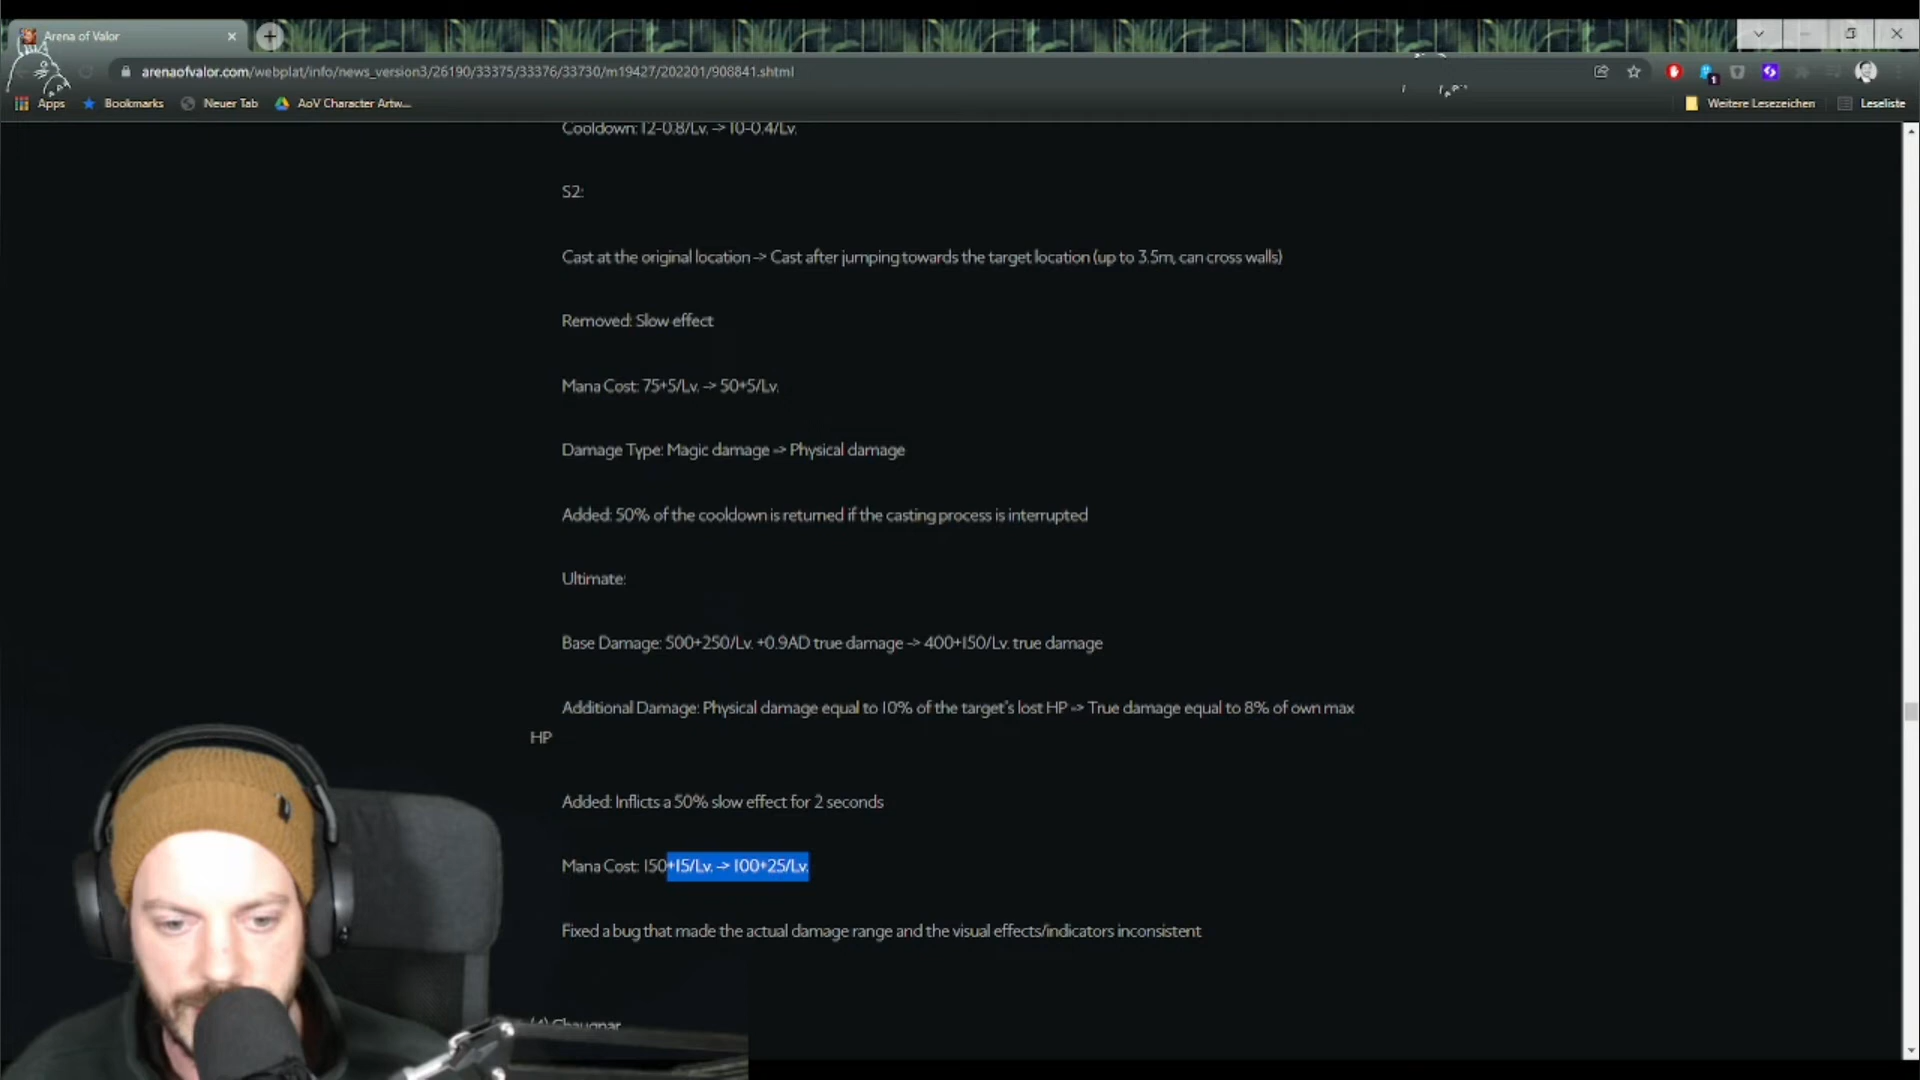 Arena of Valor
arenaofvalor.com/webplat/info/news_version3/26190/33375/33376/33730/m19427/202201/908841.shtml
1
Apps
Bookmarks
Neuer Tab
AoV Character Artw...
Weitere Lesezeichen
Leseliste
Cooldown: 12-0.8/Lv. -> 10-0.4/Lv.
S2:
Cast at the original location -> Cast after jumping towards the target location (up to 3.5m, can cross walls)
Removed: Slow effect
Mana Cost: 75+5/Lv. -> 50+5/Lv.
Damage Type: Magic damage -> Physical damage
Added: 50% of the cooldown is returned if the casting process is interrupted
Ultimate:
Base Damage: 500+250/Lv. +0.9AD true damage -> 400+150/Lv. true damage
Additional Damage: Physical damage equal to 10% of the target's lost HP -> True damage equal to 8% of own max
HP
Added: Inflicts a 50% slow effect for 2 seconds
Mana Cost: 150+15/Lv. -> 100+25/Lv.
Fixed a bug that made the actual damage range and the visual effects/indicators inconsistent
(4) Chaugnar